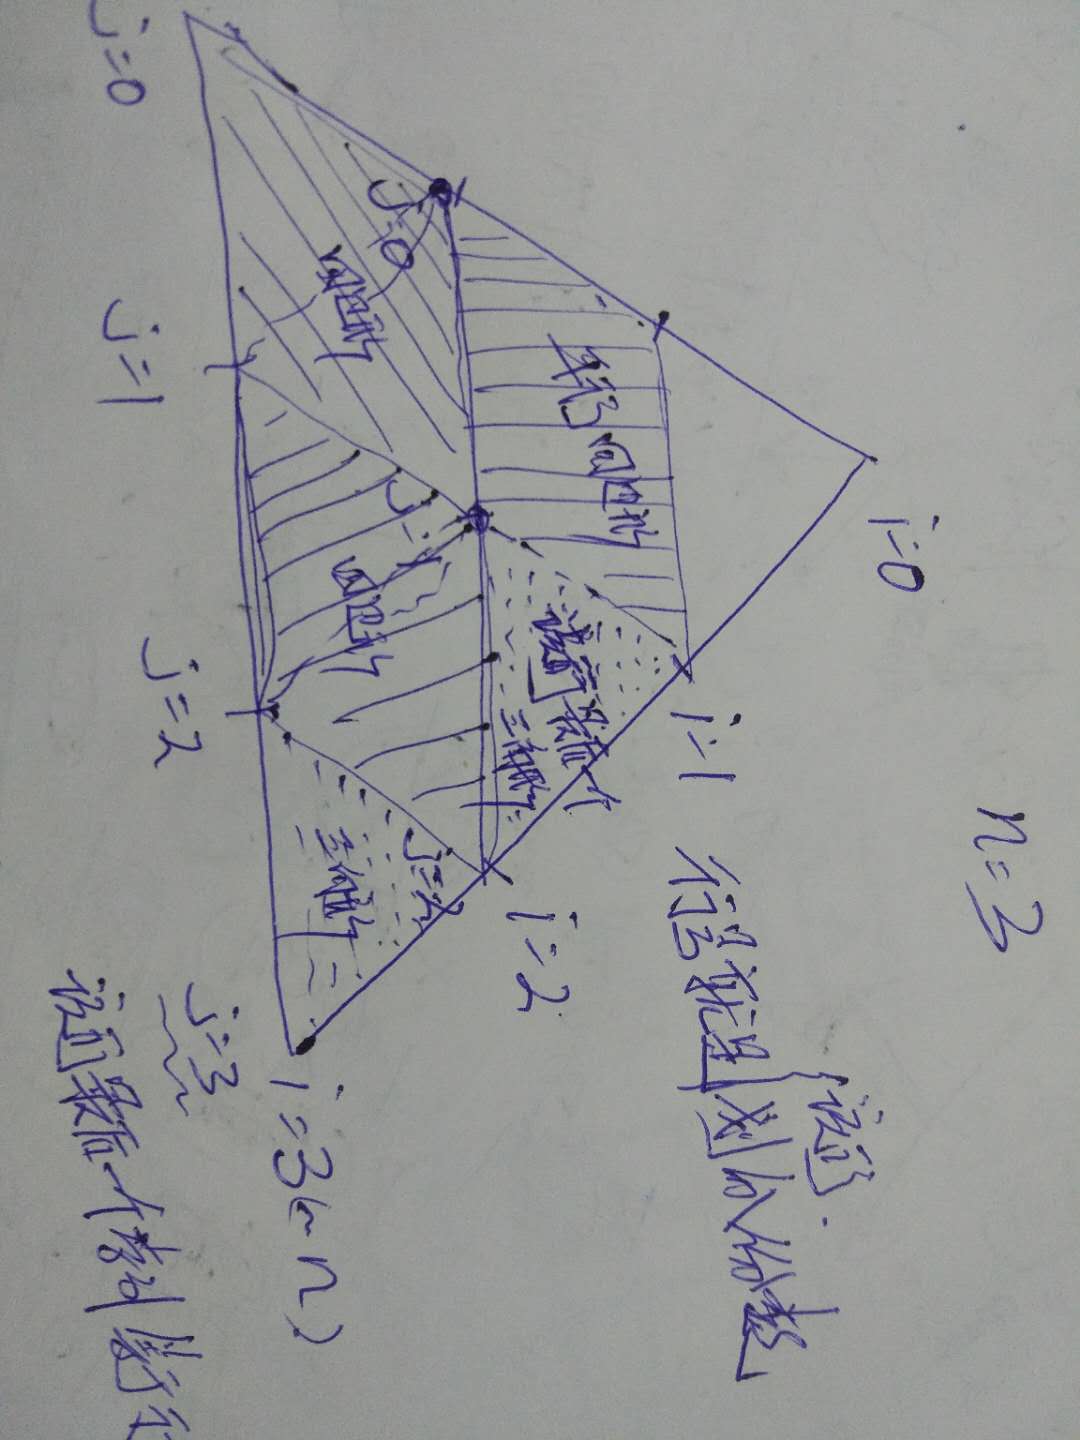 n=3
i=0
该行
行号就是 划分份数
i=1
平行四边形
该行最后一个
三角形
i=2
j=0
j=1
j=2
四边形
四边形
三角形
i=3(n)
j=3
j=0
j=1
j=2
该行最后一个索引等于行